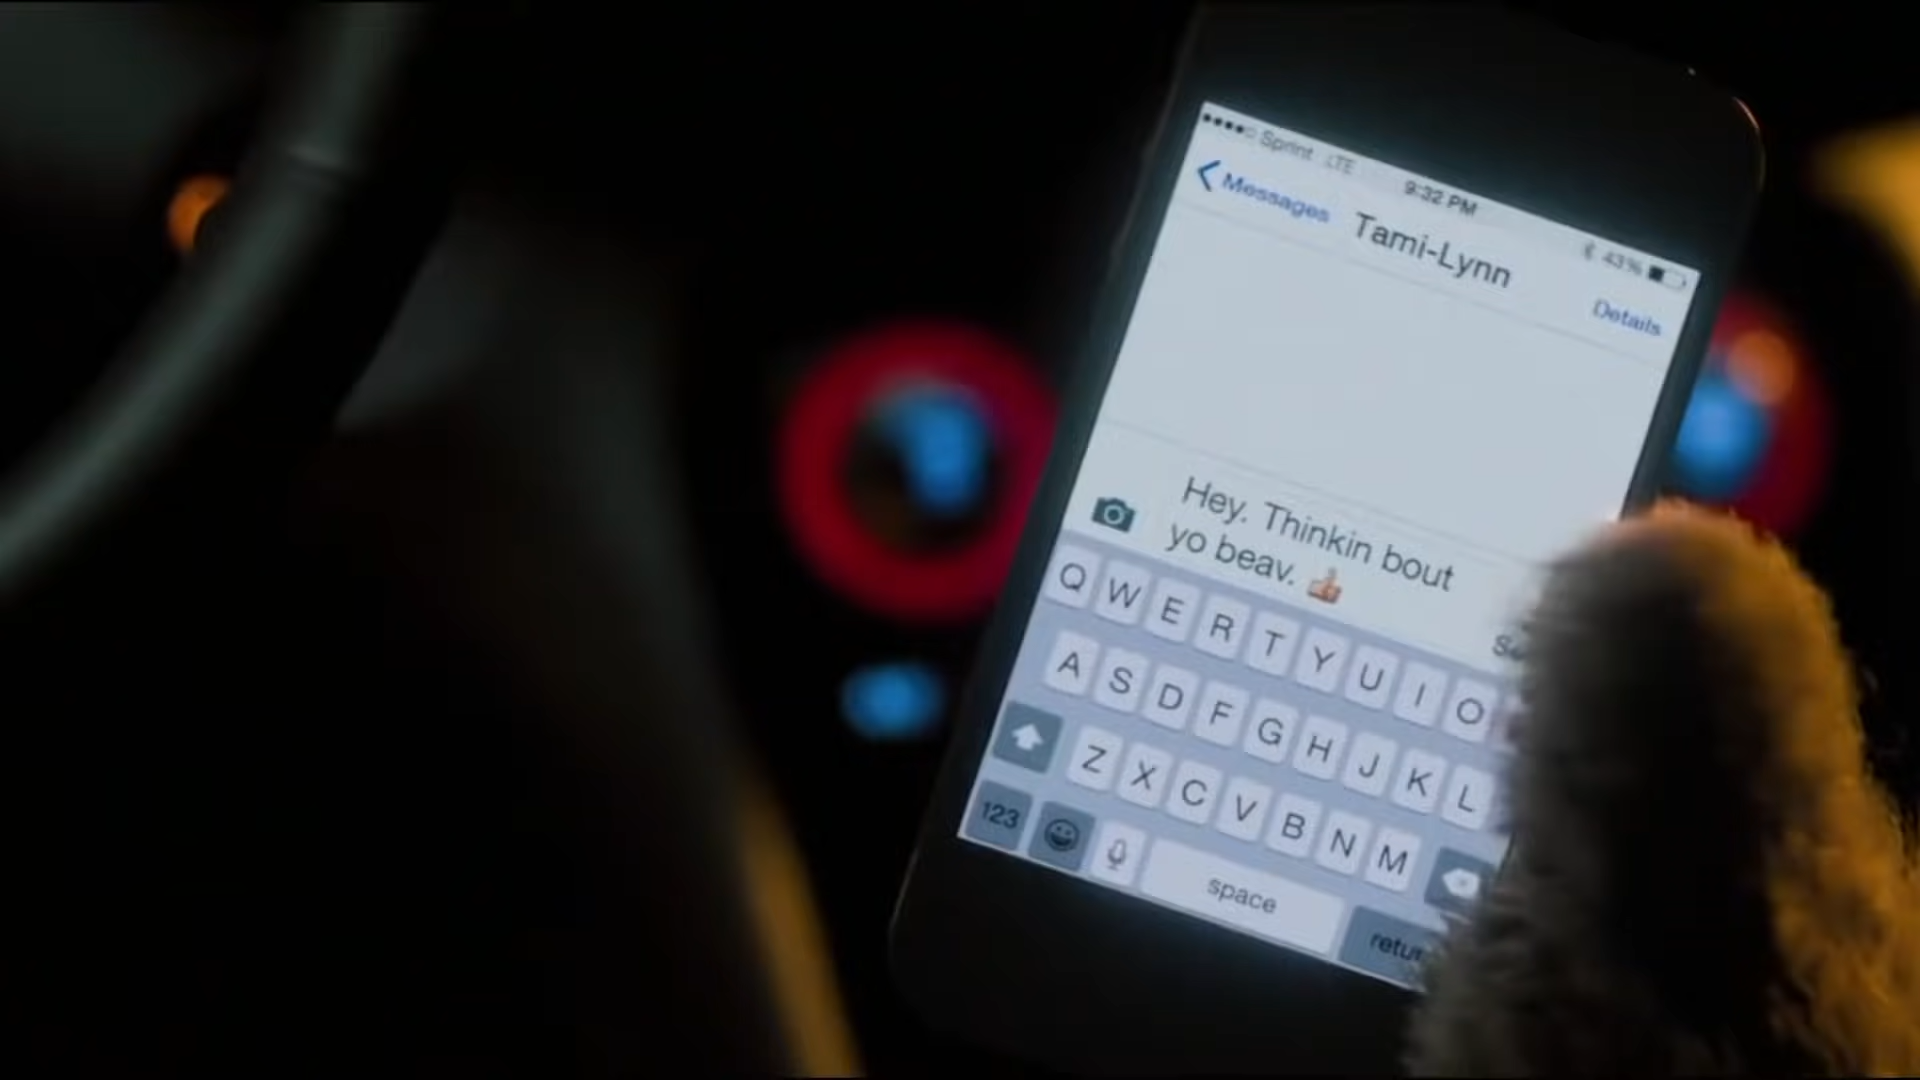 Sprint LTE
9:32 PM
43%
Messages
Tami-Lynn
Details
Hey. Thinkin bout
yo beav. 👍
Q W E R T Y U I O
A S D F G H J K L
Z X C V B N M
123
space